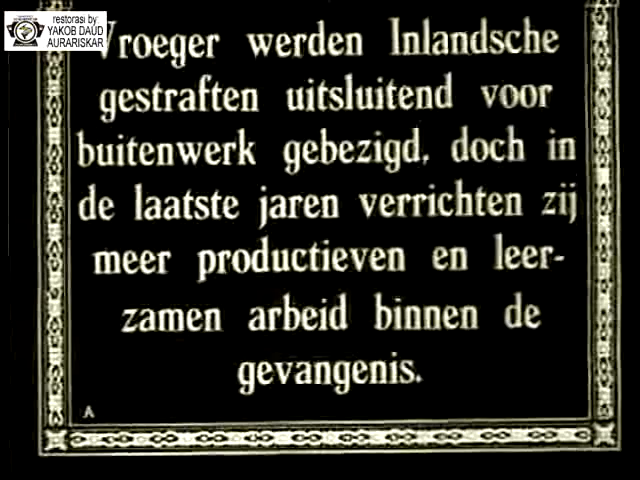 restorasi by:
YAKOB DAUD
AURARISKAR
Vroeger werden Inlandsche
gestraften uitsluitend voor
buitenwerk gebezigd, doch in
de laatste jaren verrichten zij
meer productieven en leer-
zamen arbeid binnen de
gevangenis.
A